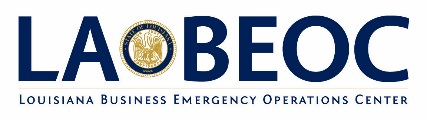 LA BEOC
LOUISIANA BUSINESS EMERGENCY OPERATIONS CENTER